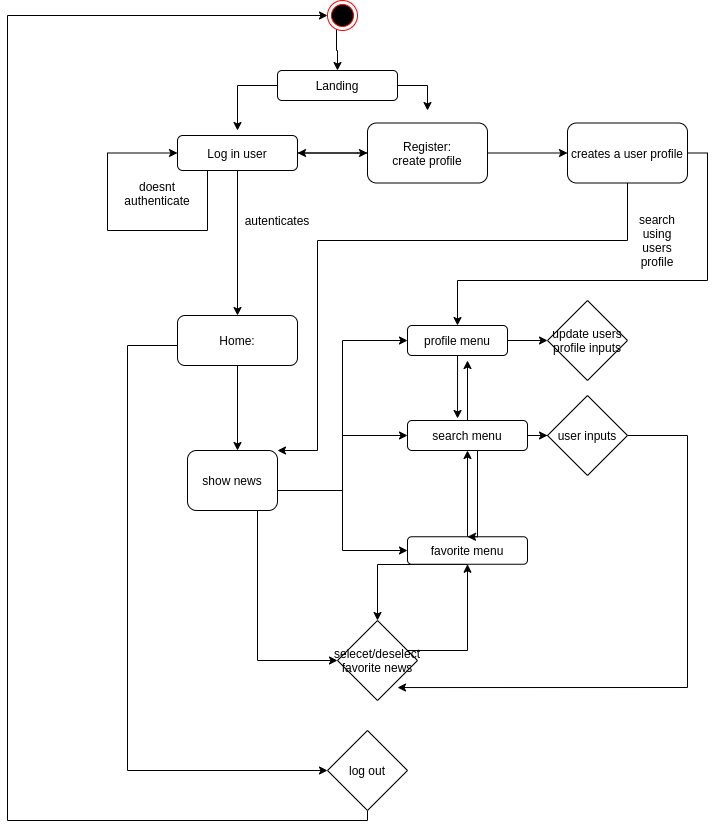 Landing
Log in user
Register:
create profile
creates a user profile
doesnt
authenticate
autenticates
search
using
users
profile
Home:
profile menu
update users
profile inputs
search menu
user inputs
show news
favorite menu
selecet/deselect
favorite news
log out